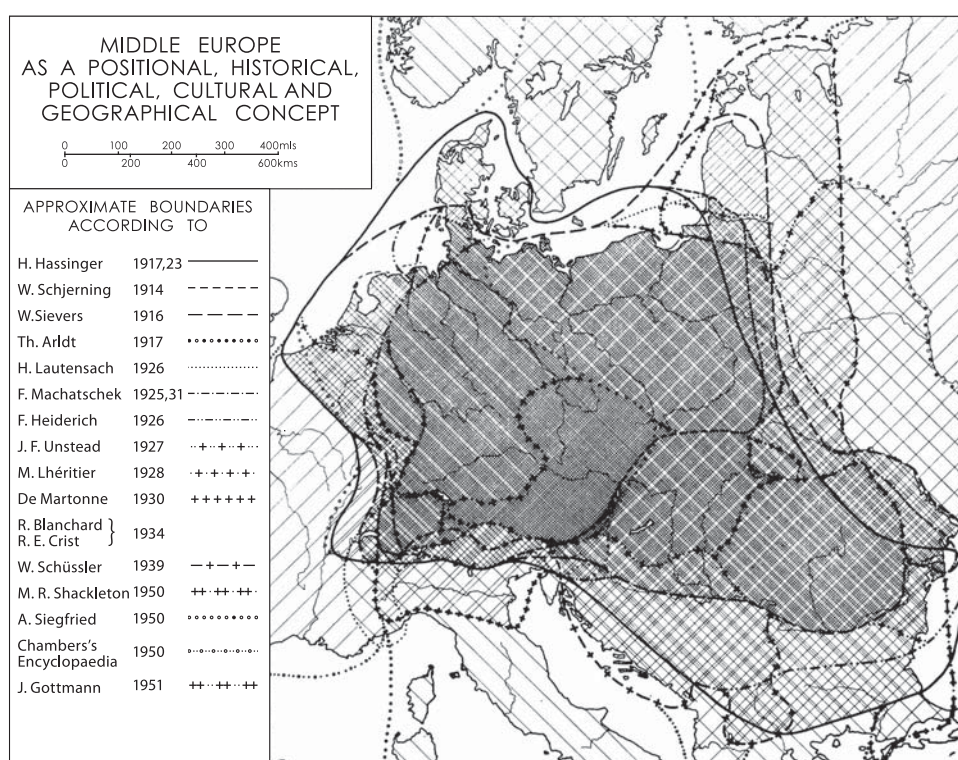 MIDDLE EUROPE
AS A POSITIONAL, HISTORICAL,
POLITICAL, CULTURAL AND
GEOGRAPHICAL CONCEPT
0 100 200 300 400mls
0 200 400 600kms
APPROXIMATE BOUNDARIES
ACCORDING TO
H. Hassinger 1917,23
W. Schjerning 1914
W.Sievers 1916
Th. Arldt 1917
H. Lautensach 1926
F. Machatschek 1925,31
F. Heiderich 1926
J. F. Unstead 1927
M. Lhéritier 1928
De Martonne 1930
R. Blanchard
R. E. Crist } 1934
W. Schüssler 1939
M. R. Shackleton 1950
A. Siegfried 1950
Chambers's
Encyclopaedia 1950
J. Gottmann 1951